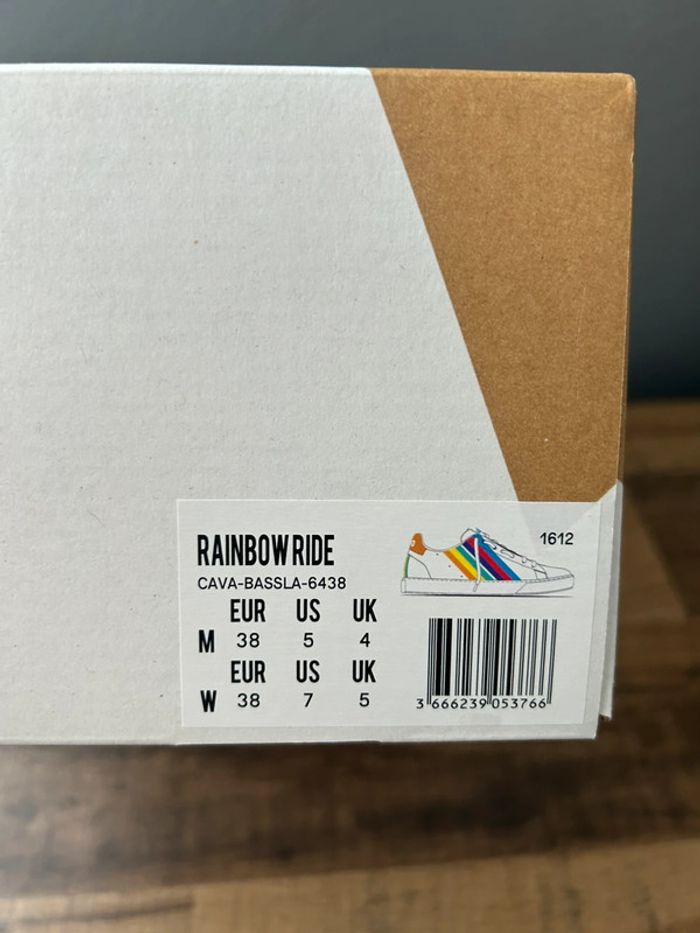 RAINBOW RIDE
1612
CAVA-BASSLA-6438
EUR US UK
M 38 5 4
EUR US UK
W 38 7 5
3 666239 053766